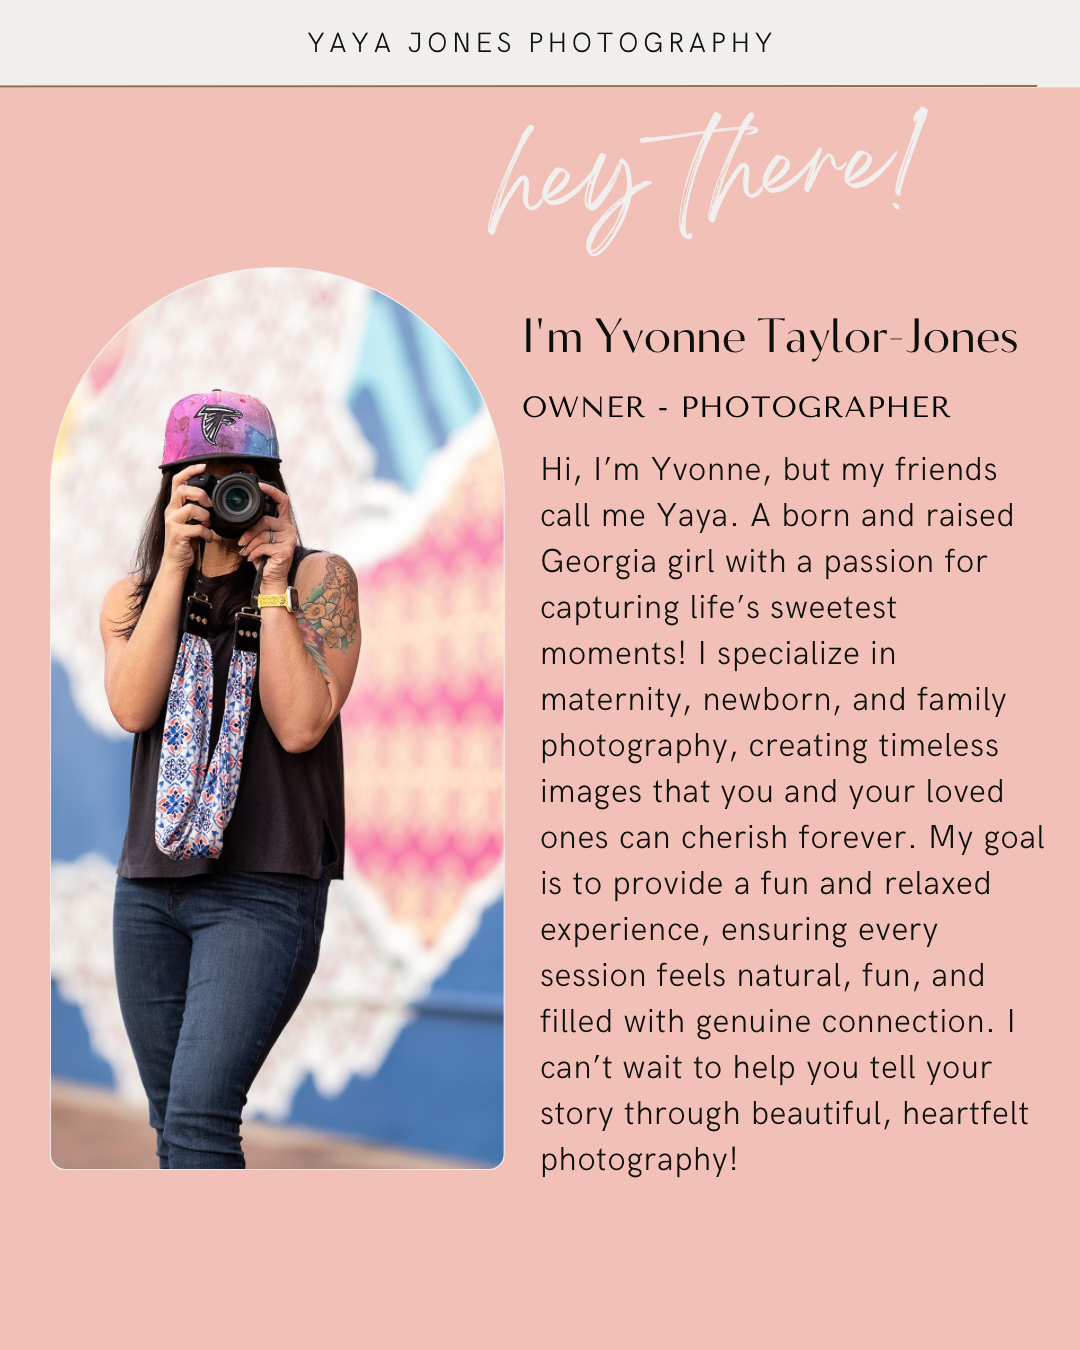 YAYA JONES PHOTOGRAPHY
hey there!
I'm Yvonne Taylor-Jones
OWNER - PHOTOGRAPHER
Hi, I’m Yvonne, but my friends
call me Yaya. A born and raised
Georgia girl with a passion for
capturing life’s sweetest
moments! I specialize in
maternity, newborn, and family
photography, creating timeless
images that you and your loved
ones can cherish forever. My goal
is to provide a fun and relaxed
experience, ensuring every
session feels natural, fun, and
filled with genuine connection. I
can’t wait to help you tell your
story through beautiful, heartfelt
photography!